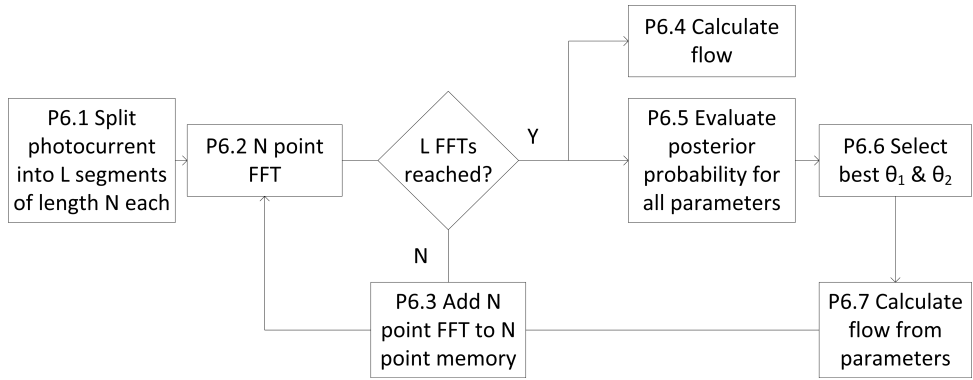 P6.1 Split
photocurrent
into L segments
of length N each
P6.2 N point
FFT
L FFTs
reached?
Y
N
P6.3 Add N
point FFT to N
point memory
P6.4 Calculate
flow
P6.5 Evaluate
posterior
probability for
all parameters
P6.6 Select
best θ₁ & θ₂
P6.7 Calculate
flow from
parameters